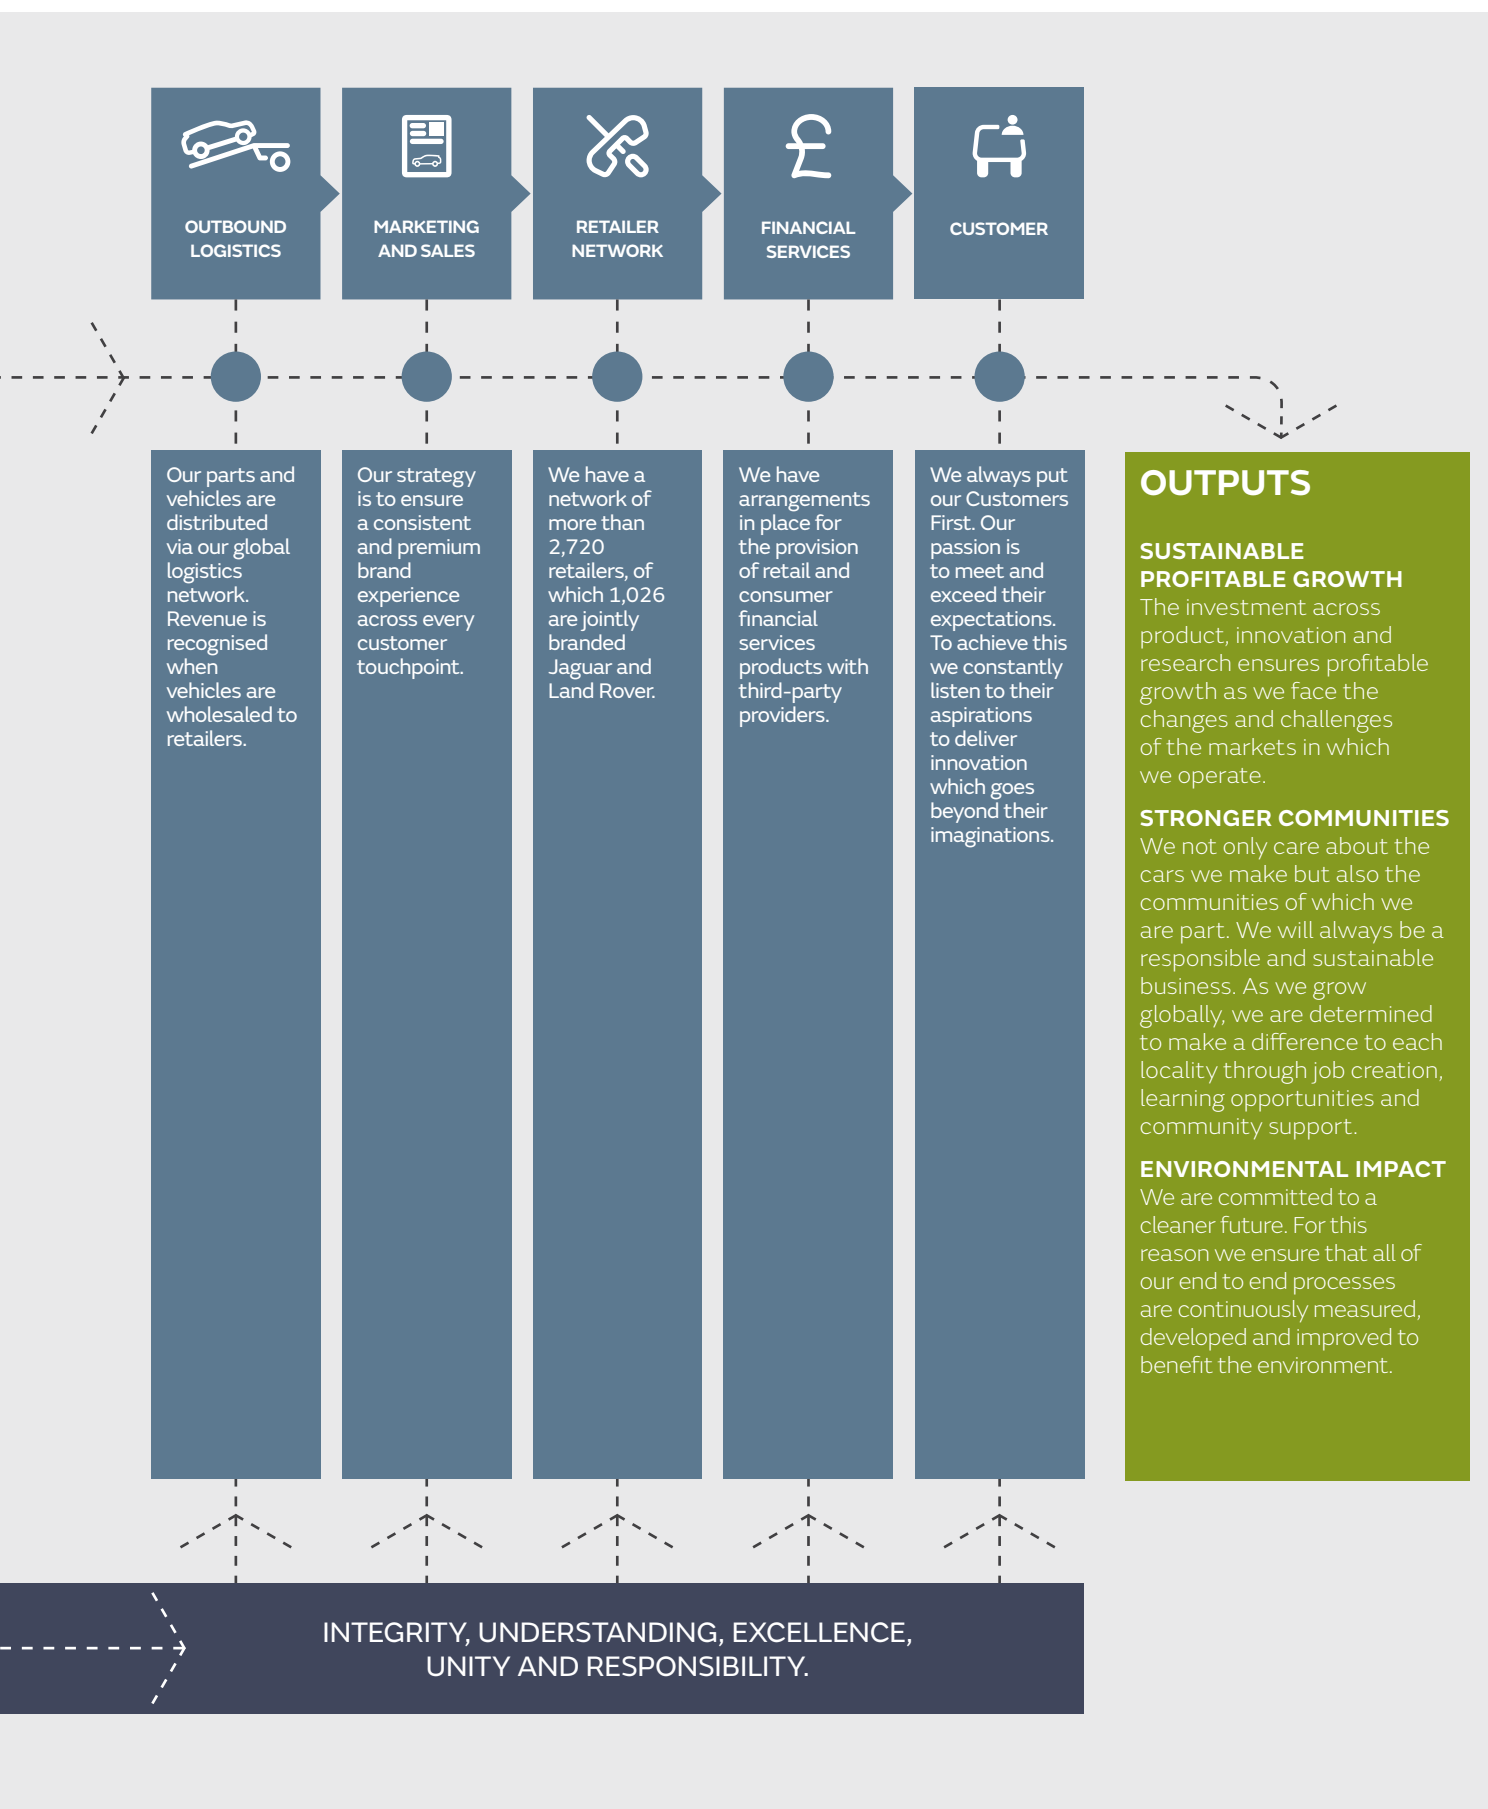 OUTBOUND
LOGISTICS
MARKETING
AND SALES
RETAILER
NETWORK
FINANCIAL
SERVICES
CUSTOMER
Our parts and
vehicles are
distributed
via our global
logistics
network.
Revenue is
recognised
when
vehicles are
wholesaled to
retailers.
Our strategy
is to ensure
a consistent
and premium
brand
experience
across every
customer
touchpoint.
We have a
network of
more than
2,720
retailers, of
which 1,026
are jointly
branded
Jaguar and
Land Rover.
We have
arrangements
in place for
the provision
of retail and
consumer
financial
services
products with
third-party
providers.
We always put
our Customers
First. Our
passion is
to meet and
exceed their
expectations.
To achieve this
we constantly
listen to their
aspirations
to deliver
innovation
which goes
beyond their
imaginations.
OUTPUTS
SUSTAINABLE
PROFITABLE GROWTH
The investment across
product, innovation and
research ensures profitable
growth as we face the
changes and challenges
of the markets in which
we operate.
STRONGER COMMUNITIES
We not only care about the
cars we make but also the
communities of which we
are part. We will always be a
responsible and sustainable
business. As we grow
globally, we are determined
to make a difference to each
locality through job creation,
learning opportunities and
community support.
ENVIRONMENTAL IMPACT
We are committed to a
cleaner future. For this
reason we ensure that all of
our end to end processes
are continuously measured,
developed and improved to
benefit the environment.
INTEGRITY, UNDERSTANDING, EXCELLENCE,
UNITY AND RESPONSIBILITY.